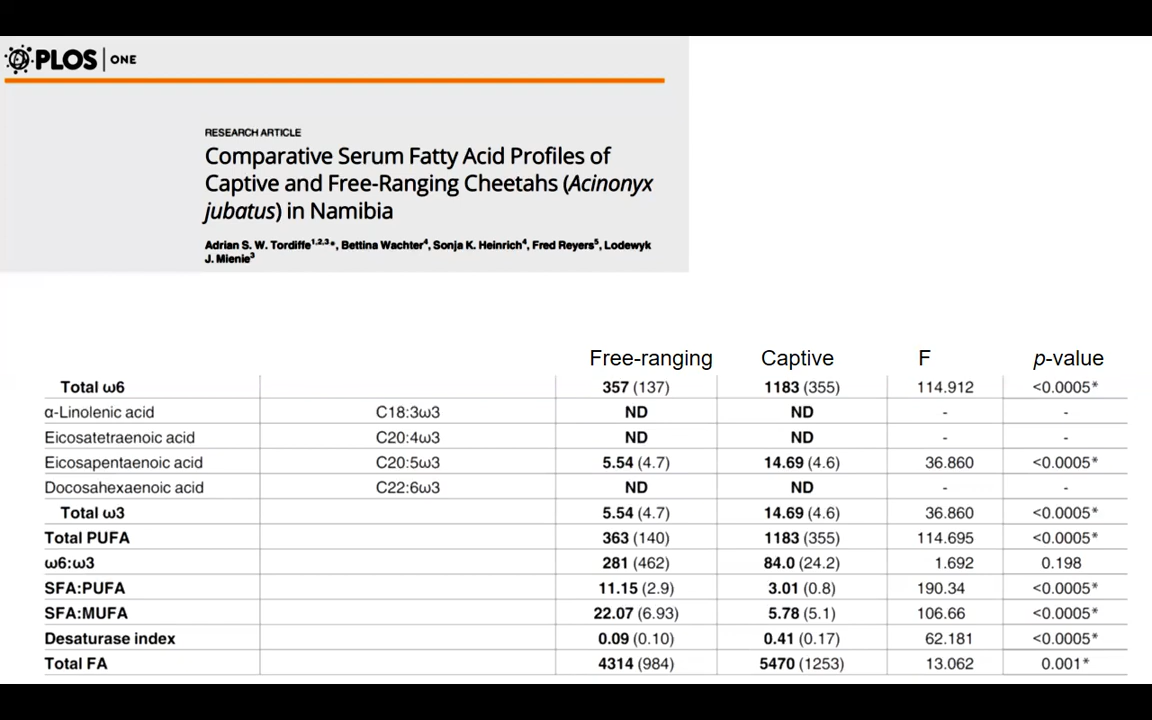 PLOS | ONE
RESEARCH ARTICLE
Comparative Serum Fatty Acid Profiles of
Captive and Free-Ranging Cheetahs (Acinonyx
jubatus) in Namibia
Adrian S. W. Tordiffe1,2,3*, Bettina Wachter4, Sonja K. Heinrich4, Fred Reyers5, Lodewyk
J. Mienie3
Free-ranging Captive F p-value
Total ω6 357 (137) 1183 (355) 114.912 <0.0005*
α-Linolenic acid C18:3ω3 ND ND - -
Eicosatetraenoic acid C20:4ω3 ND ND - -
Eicosapentaenoic acid C20:5ω3 5.54 (4.7) 14.69 (4.6) 36.860 <0.0005*
Docosahexaenoic acid C22:6ω3 ND ND - -
Total ω3 5.54 (4.7) 14.69 (4.6) 36.860 <0.0005*
Total PUFA 363 (140) 1183 (355) 114.695 <0.0005*
ω6:ω3 281 (462) 84.0 (24.2) 1.692 0.198
SFA:PUFA 11.15 (2.9) 3.01 (0.8) 190.34 <0.0005*
SFA:MUFA 22.07 (6.93) 5.78 (5.1) 106.66 <0.0005*
Desaturase index 0.09 (0.10) 0.41 (0.17) 62.181 <0.0005*
Total FA 4314 (984) 5470 (1253) 13.062 0.001*